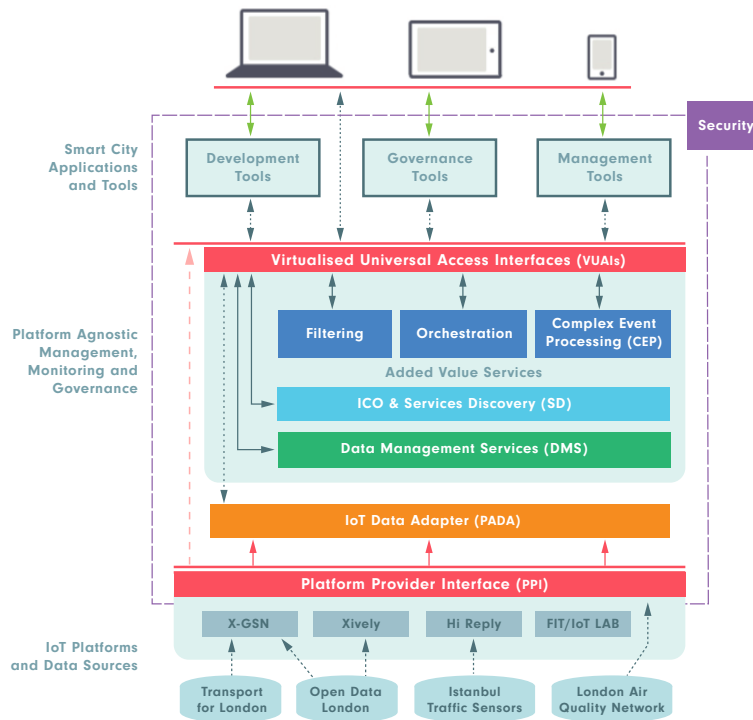 Security
Smart City
Applications
and Tools
Development
Tools
Governance
Tools
Management
Tools
Virtualised Universal Access Interfaces (VUAIs)
Platform Agnostic
Management,
Monitoring and
Governance
Filtering
Orchestration
Complex Event
Processing (CEP)
Added Value Services
ICO & Services Discovery (SD)
Data Management Services (DMS)
IoT Data Adapter (PADA)
Platform Provider Interface (PPI)
IoT Platforms
and Data Sources
X-GSN
Xively
Hi Reply
FIT/IoT LAB
Transport
for London
Open Data
London
Istanbul
Traffic Sensors
London Air
Quality Network